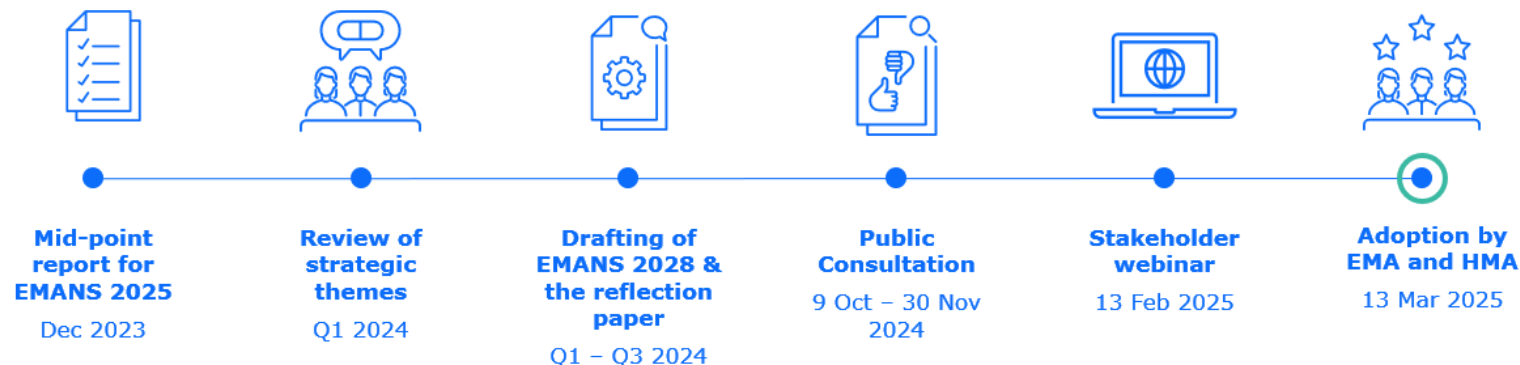 Mid-point
report for
EMANS 2025
Dec 2023
Review of
strategic
themes
Q1 2024
Drafting of
EMANS 2028 &
the reflection
paper
Q1 – Q3 2024
Public
Consultation
9 Oct – 30 Nov
2024
Stakeholder
webinar
13 Feb 2025
Adoption by
EMA and HMA
13 Mar 2025